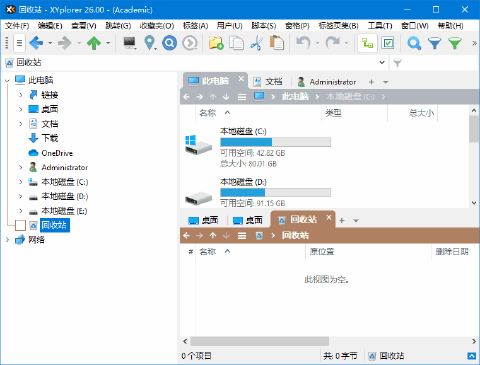 回收站 - XYplorer 26.00 - (Academic)
文件(F) 编辑(E) 查看(V) 跳转(G) 收藏夹(O) 标签(A) 用户(U) 脚本(S) 窗格(P) 标签页集(B) 工具(T) 窗口(W) 帮助(H)
回收站
此电脑
链接
桌面
文档
下载
OneDrive
Administrator
本地磁盘 (C:)
本地磁盘 (D:)
本地磁盘 (E:)
回收站
网络
此电脑 文档 Administrator
此电脑 本地磁盘 (C:)
名称 类型 总大小
本地磁盘 (C:)
可用空间: 42.82 GB
总大小: 80.01 GB
本地磁盘 (D:)
可用空间: 91.15 GB
桌面 桌面 回收站
回收站
# 名称 原位置 删除日期
此视图为空。
0 个项目 共: 0 字节 回收站